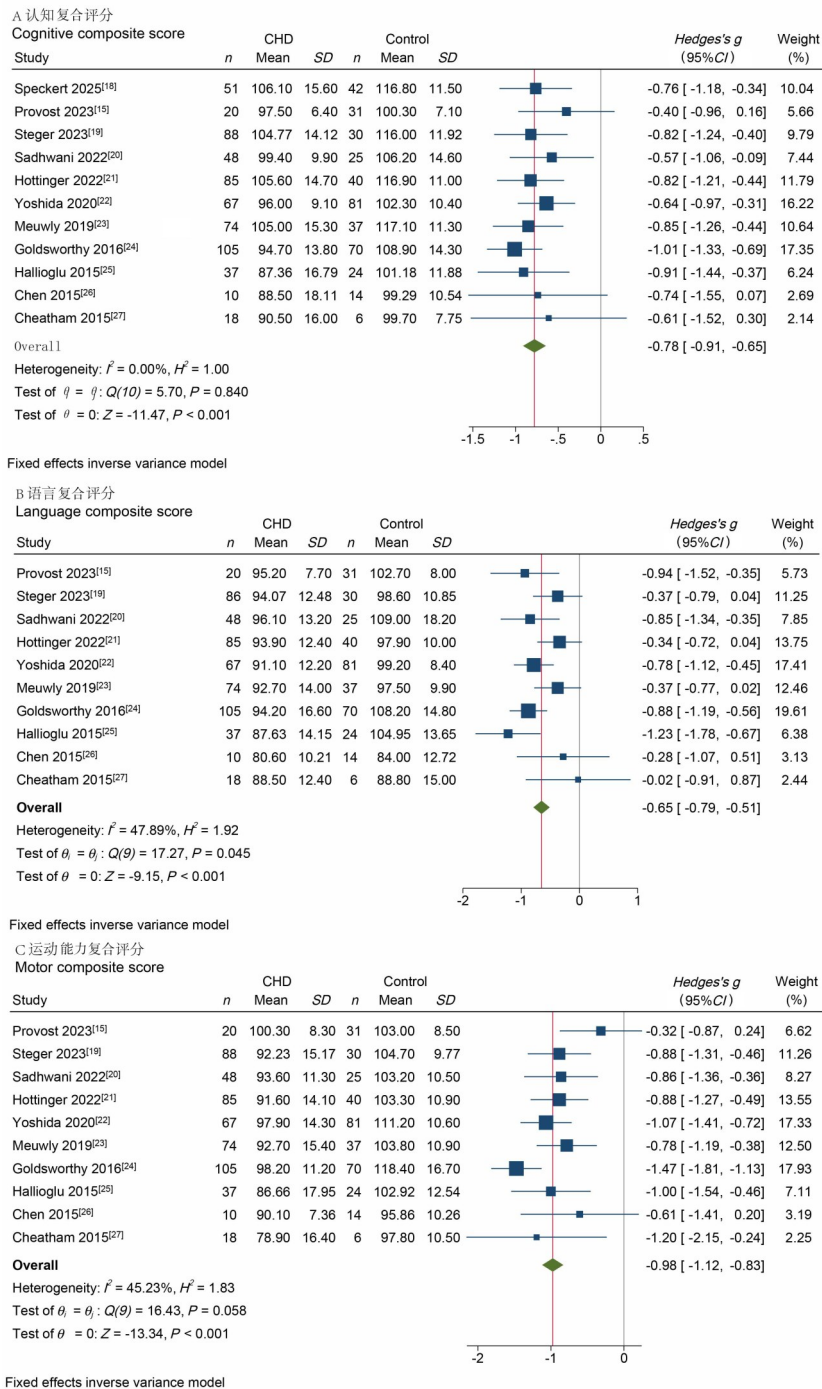 A 认知复合评分
Cognitive composite score
CHD Control Hedges's g Weight
Study n Mean SD n Mean SD (95%CI) (%)
Speckert 2025[18] 51 106.10 15.60 42 116.80 11.50 -0.76 [ -1.18, -0.34] 10.04
Provost 2023[15] 20 97.50 6.40 31 100.30 7.10 -0.40 [ -0.96, 0.16] 5.66
Steger 2023[19] 88 104.77 14.12 30 116.00 11.92 -0.82 [ -1.24, -0.40] 9.79
Sadhwani 2022[20] 48 99.40 9.90 25 106.20 14.60 -0.57 [ -1.06, -0.09] 7.44
Hottinger 2022[21] 85 105.60 14.70 40 116.90 11.00 -0.82 [ -1.21, -0.44] 11.79
Yoshida 2020[22] 67 96.00 9.10 81 102.30 10.40 -0.64 [ -0.97, -0.31] 16.22
Meuwly 2019[23] 74 105.00 15.30 37 117.10 11.30 -0.85 [ -1.26, -0.44] 10.64
Goldsworthy 2016[24] 105 94.70 13.80 70 108.90 14.30 -1.01 [ -1.33, -0.69] 17.35
Hallioglu 2015[25] 37 87.36 16.79 24 101.18 11.88 -0.91 [ -1.44, -0.37] 6.24
Chen 2015[26] 10 88.50 18.11 14 99.29 10.54 -0.74 [ -1.55, 0.07] 2.69
Cheatham 2015[27] 18 90.50 16.00 6 99.70 7.75 -0.61 [ -1.52, 0.30] 2.14
Overall -0.78 [ -0.91, -0.65]
Heterogeneity: I² = 0.00%, H² = 1.00
Test of θi = θj : Q(10) = 5.70, P = 0.840
Test of θ = 0: Z = -11.47, P < 0.001
-1.5 -1 -.5 0 .5
Fixed effects inverse variance model
B 语言复合评分
Language composite score
CHD Control Hedges's g Weight
Study n Mean SD n Mean SD (95%CI) (%)
Provost 2023[15] 20 95.20 7.70 31 102.70 8.00 -0.94 [ -1.52, -0.35] 5.73
Steger 2023[19] 86 94.07 12.48 30 98.60 10.85 -0.37 [ -0.79, 0.04] 11.25
Sadhwani 2022[20] 48 96.10 13.20 25 109.00 18.20 -0.85 [ -1.34, -0.35] 7.85
Hottinger 2022[21] 85 93.90 12.40 40 97.90 10.00 -0.34 [ -0.72, 0.04] 13.75
Yoshida 2020[22] 67 91.10 12.20 81 99.20 8.40 -0.78 [ -1.12, -0.45] 17.41
Meuwly 2019[23] 74 92.70 14.00 37 97.50 9.90 -0.37 [ -0.77, 0.02] 12.46
Goldsworthy 2016[24] 105 94.20 16.60 70 108.20 14.80 -0.88 [ -1.19, -0.56] 19.61
Hallioglu 2015[25] 37 87.63 14.15 24 104.95 13.65 -1.23 [ -1.78, -0.67] 6.38
Chen 2015[26] 10 80.60 10.21 14 84.00 12.72 -0.28 [ -1.07, 0.51] 3.13
Cheatham 2015[27] 18 88.50 12.40 6 88.80 15.00 -0.02 [ -0.91, 0.87] 2.44
Overall -0.65 [ -0.79, -0.51]
Heterogeneity: I² = 47.89%, H² = 1.92
Test of θi = θj : Q(9) = 17.27, P = 0.045
Test of θ = 0: Z = -9.15, P < 0.001
-2 -1 0 1
Fixed effects inverse variance model
C 运动能力复合评分
Motor composite score
CHD Control Hedges's g Weight
Study n Mean SD n Mean SD (95%CI) (%)
Provost 2023[15] 20 100.30 8.30 31 103.00 8.50 -0.32 [ -0.87, 0.24] 6.62
Steger 2023[19] 88 92.23 15.17 30 104.70 9.77 -0.88 [ -1.31, -0.46] 11.26
Sadhwani 2022[20] 48 93.60 11.30 25 103.20 10.50 -0.86 [ -1.36, -0.36] 8.27
Hottinger 2022[21] 85 91.60 14.10 40 103.30 10.90 -0.88 [ -1.27, -0.49] 13.55
Yoshida 2020[22] 67 97.90 14.30 81 111.20 10.60 -1.07 [ -1.41, -0.72] 17.33
Meuwly 2019[23] 74 92.70 15.40 37 103.80 10.90 -0.78 [ -1.19, -0.38] 12.50
Goldsworthy 2016[24] 105 98.20 11.20 70 118.40 16.70 -1.47 [ -1.81, -1.13] 17.93
Hallioglu 2015[25] 37 86.66 17.95 24 102.92 12.54 -1.00 [ -1.54, -0.46] 7.11
Chen 2015[26] 10 90.10 7.36 14 95.86 10.26 -0.61 [ -1.41, 0.20] 3.19
Cheatham 2015[27] 18 78.90 16.40 6 97.80 10.50 -1.20 [ -2.15, -0.24] 2.25
Overall -0.98 [ -1.12, -0.83]
Heterogeneity: I² = 45.23%, H² = 1.83
Test of θi = θj : Q(9) = 16.43, P = 0.058
Test of θ = 0: Z = -13.34, P < 0.001
-2 -1 0
Fixed effects inverse variance model